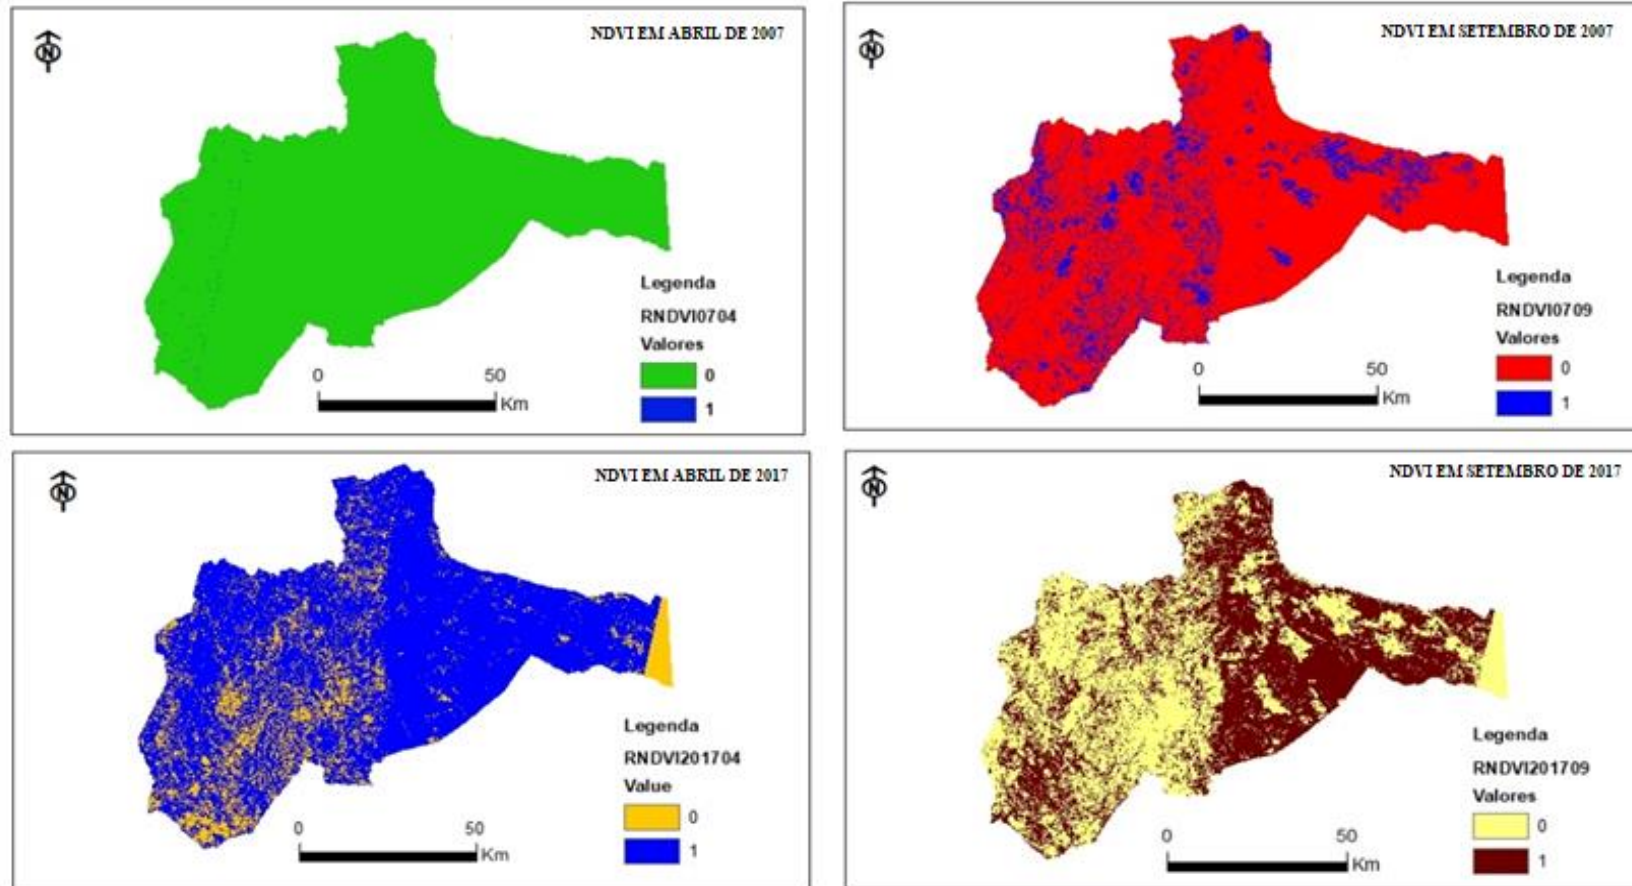 N
NDVI EM ABRIL DE 2007
Legenda
RNDVI0704
Valores
0
1
0 50
Km
N
NDVI EM SETEMBRO DE 2007
Legenda
RNDVI0709
Valores
0
1
0 50
Km
N
NDVI EM ABRIL DE 2017
Legenda
RNDVI201704
Value
0
1
0 50
Km
N
NDVI EM SETEMBRO DE 2017
Legenda
RNDVI201709
Valores
0
1
0 50
Km